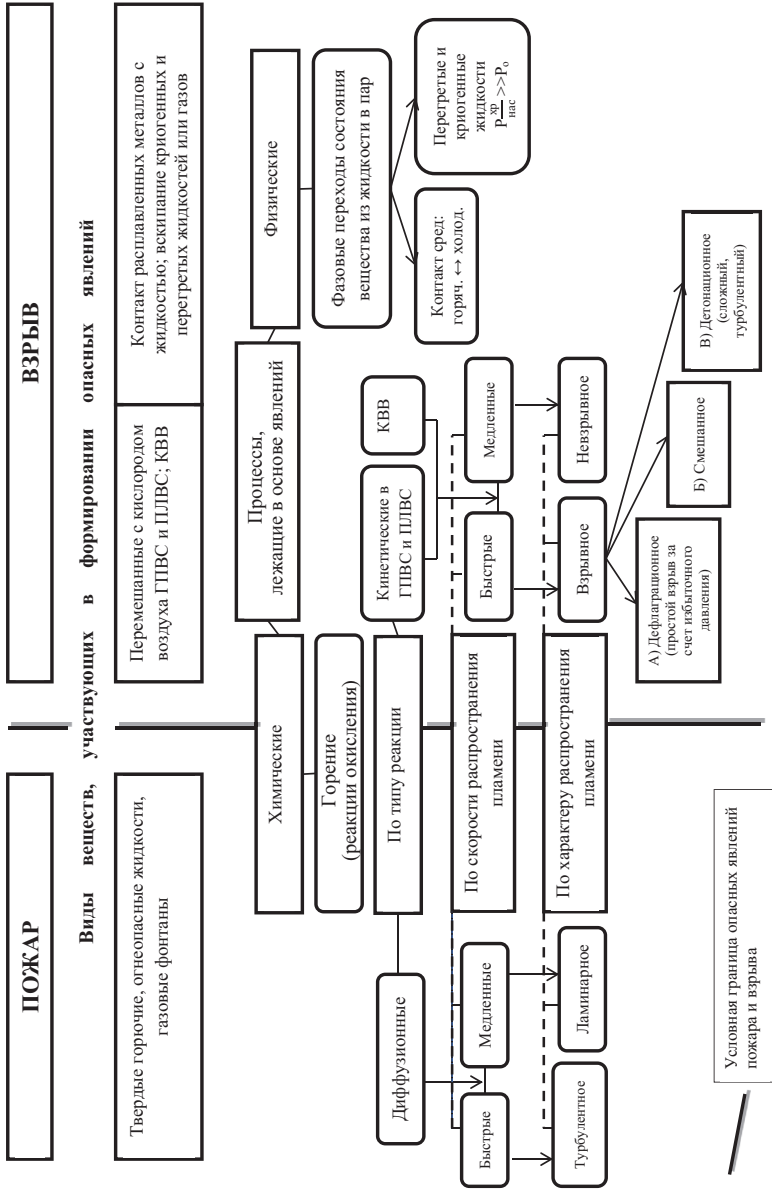 ПОЖАР
ВЗРЫВ
Виды веществ, участвующих в формировании опасных явлений
Твердые горючие, огнеопасные жидкости,
газовые фонтаны
Перемешанные с кислородом
воздуха ГПВС и ПЛВС; КВВ
Контакт расплавленных металлов с
жидкостью; вскипание криогенных и
перегретых жидкостей или газов
Процессы,
лежащие в основе явлений
Химические
Физические
Горение
(реакции окисления)
Фазовые переходы состояния
вещества из жидкости в пар
По типу реакции
Диффузионные
Кинетические в
ГПВС и ПЛВС
КВВ
Контакт сред:
горяч. ↔ холод.
Перегретые и
криогенные
жидкости
P хр нас >>Pо
По скорости распространения
пламени
Быстрые
Медленные
Быстрые
Медленные
По характеру распространения
пламени
Турбулентное
Ламинарное
Взрывное
Невзрывное
А) Дефлаграционное
(простой взрыв за
счет избыточного
давления)
Б) Смешанное
В) Детонационное
(сложный,
турбулентный)
Условная граница опасных явлений
пожара и взрыва